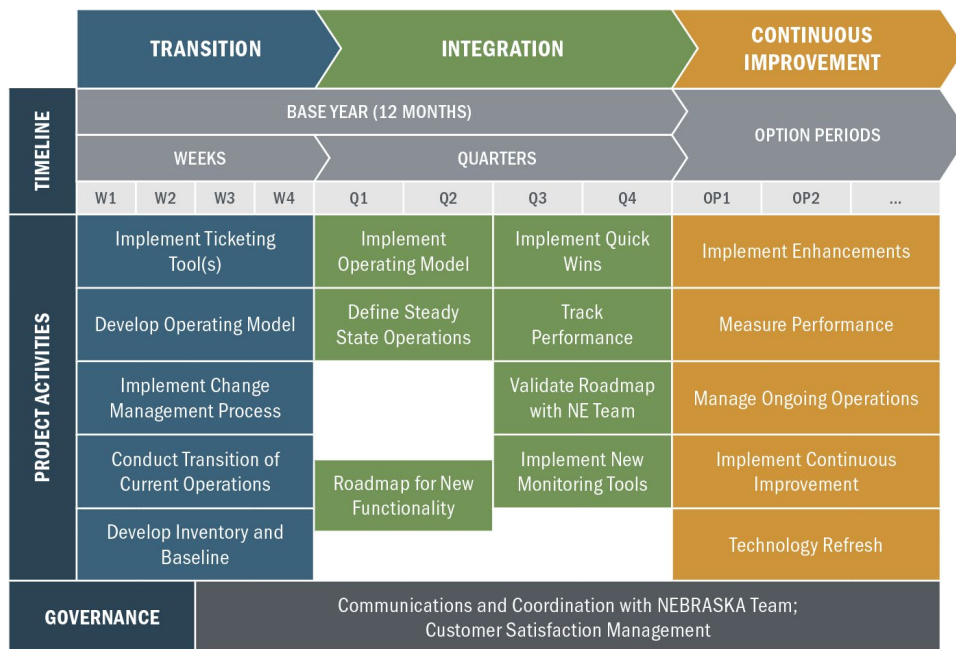 TRANSITION
INTEGRATION
CONTINUOUS
IMPROVEMENT
TIMELINE
BASE YEAR (12 MONTHS)
OPTION PERIODS
WEEKS
QUARTERS
W1
W2
W3
W4
Q1
Q2
Q3
Q4
OP1
OP2
...
PROJECT ACTIVITIES
Implement Ticketing
Tool(s)
Implement
Operating Model
Implement Quick
Wins
Implement Enhancements
Develop Operating Model
Define Steady
State Operations
Track
Performance
Measure Performance
Implement Change
Management Process
Validate Roadmap
with NE Team
Manage Ongoing Operations
Conduct Transition of
Current Operations
Roadmap for New
Functionality
Implement New
Monitoring Tools
Implement Continuous
Improvement
Develop Inventory and
Baseline
Technology Refresh
GOVERNANCE
Communications and Coordination with NEBRASKA Team;
Customer Satisfaction Management